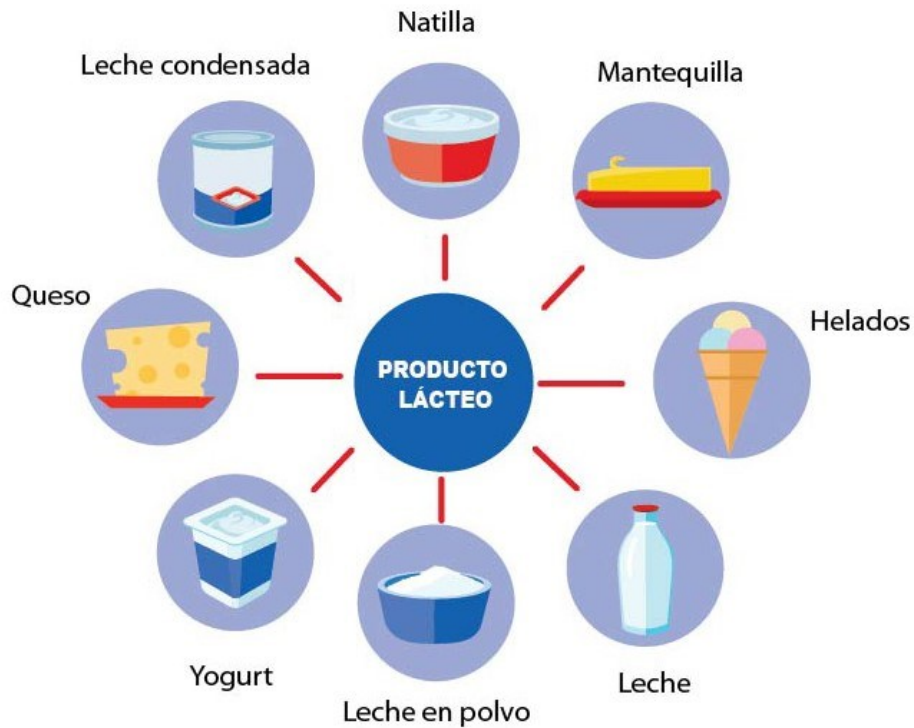 Natilla
Leche condensada
Mantequilla
Queso
Helados
PRODUCTO
LÁCTEO
Yogurt
Leche
Leche en polvo